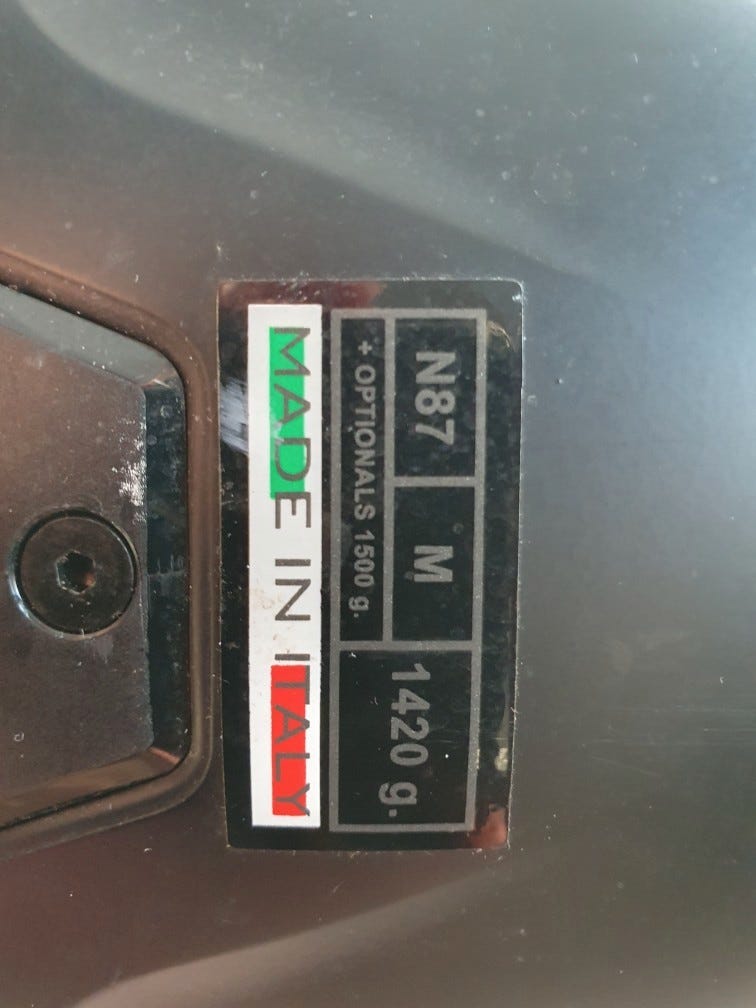 N87 M 1420 g.
+ OPTIONALS 1500 g.
MADE IN ITALY